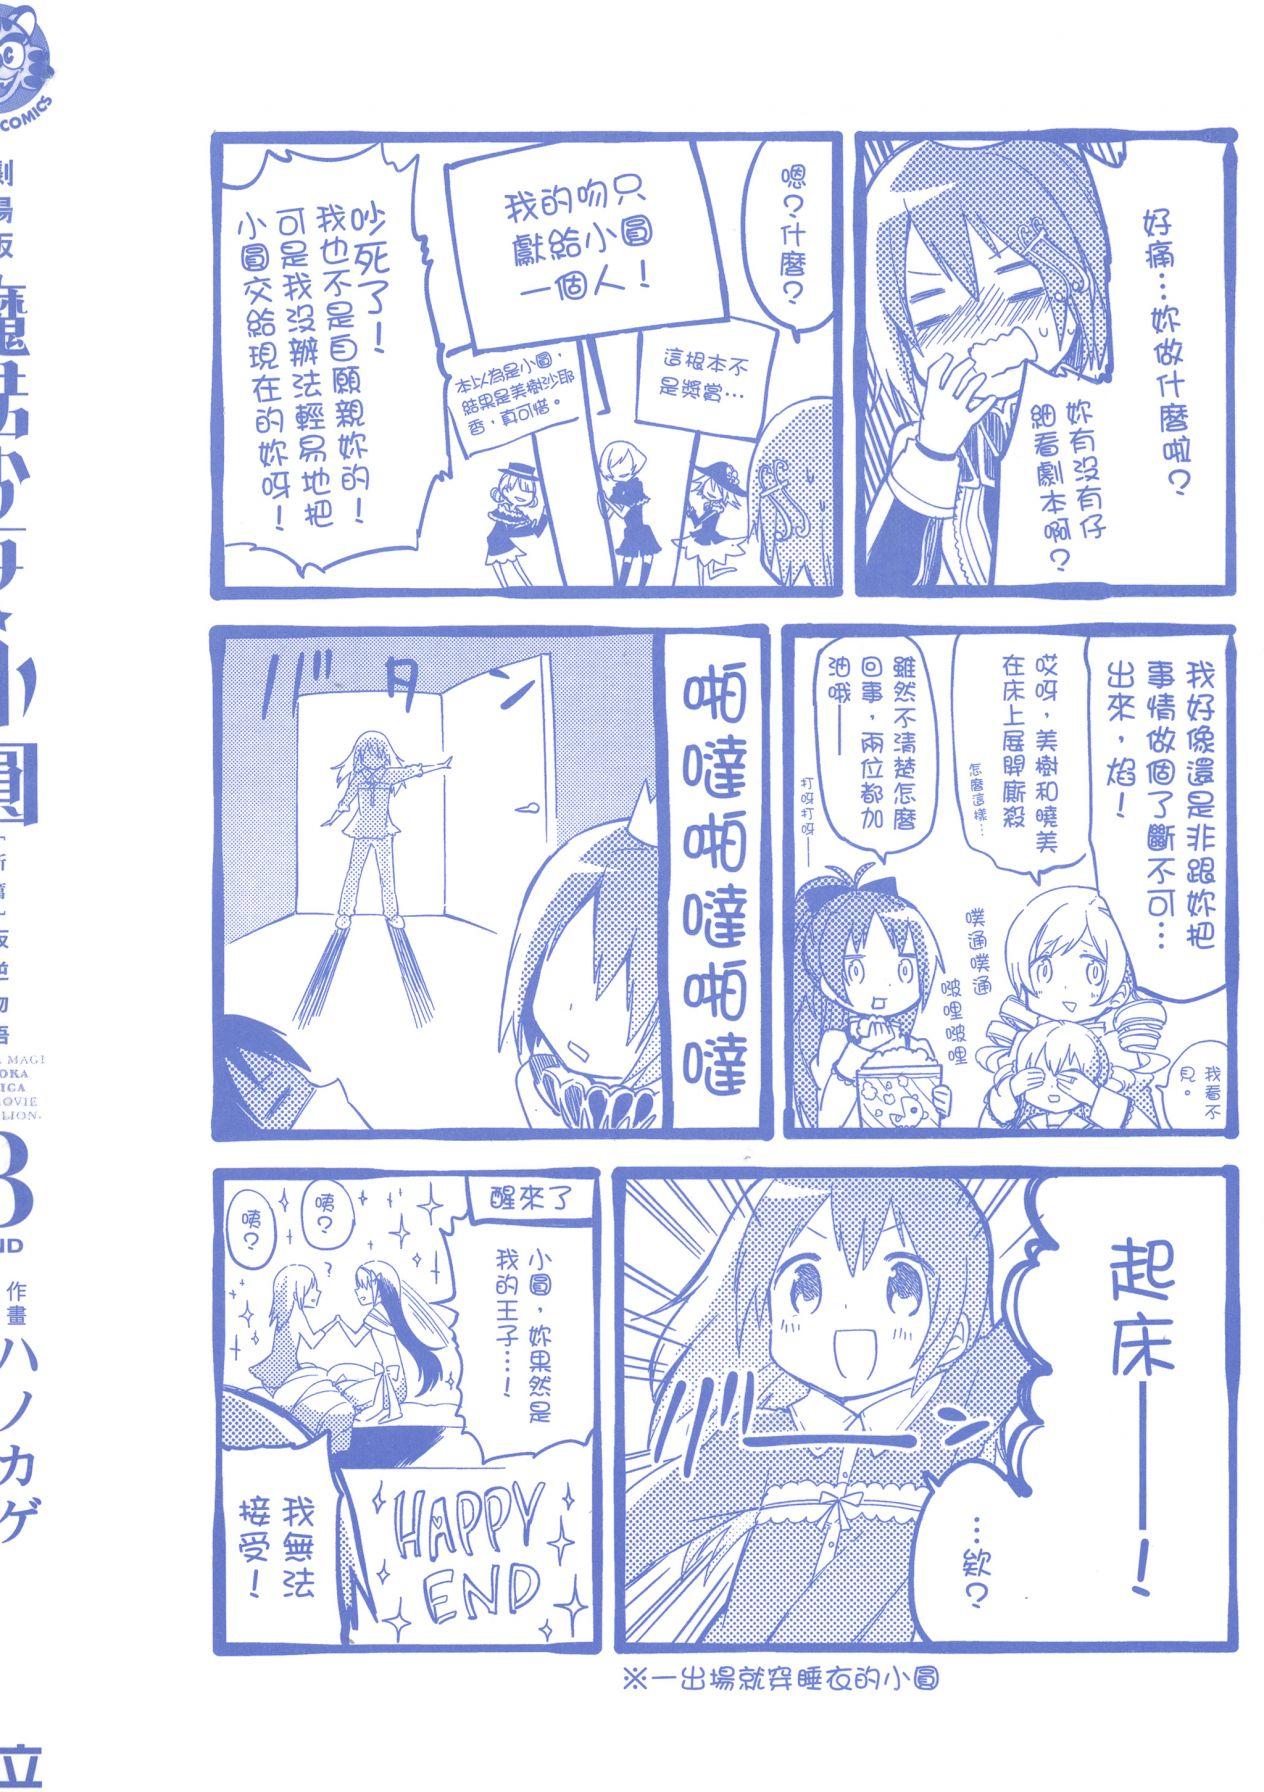 好痛…妳做什麼啦？
妳有沒有仔
細看劇本啊？
嗯？什麼？
我的吻只
獻給小圓
一個人！
這根本不
是獎賞…
本以為是小圓，
結果是美樹沙耶
香，真可惜。
吵死了！
我也不是自願親妳的！
可是我沒辦法輕易地把
小圓交給現在的妳呀！
我好像還是非跟妳把
事情做個了斷不可…
出來，焰！
哎呀，美樹和曉美
在床上展開廝殺
怎麼這樣…
雖然不清楚怎麼
回事，兩位都加
油哦——
打呀打呀——
噗通噗通
啵哩啵哩
我看不
見。
啪噠啪噠啪噠
バタン
起床——！
バーン
…欸？
※一出場就穿睡衣的小圓
醒來了
小圓，妳果然是
我的王子…！
咦？
咦？
HAPPY
END
我無法
接受！
COMICS
劇場版
魔法少女★小圓
「新篇」叛逆物語
MAGI
OKA
ICA
MOVIE
LION.
3
ND
作畫
ハノカゲ
立